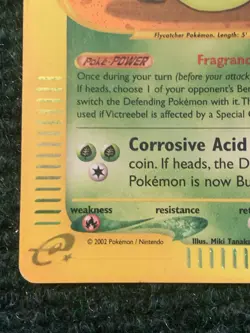 Flycatcher Pokémon. Length: 5'
Poké-POWER Fragranc
Once during your turn (before your attack
If heads, choose 1 of your opponent's Ben
switch the Defending Pokémon with it. Th
used if Victreebel is affected by a Special C
Corrosive Acid
coin. If heads, the D
Pokémon is now Bu
weakness resistance ret
© 2002 Pokémon / Nintendo Illus. Miki Tanaka
e